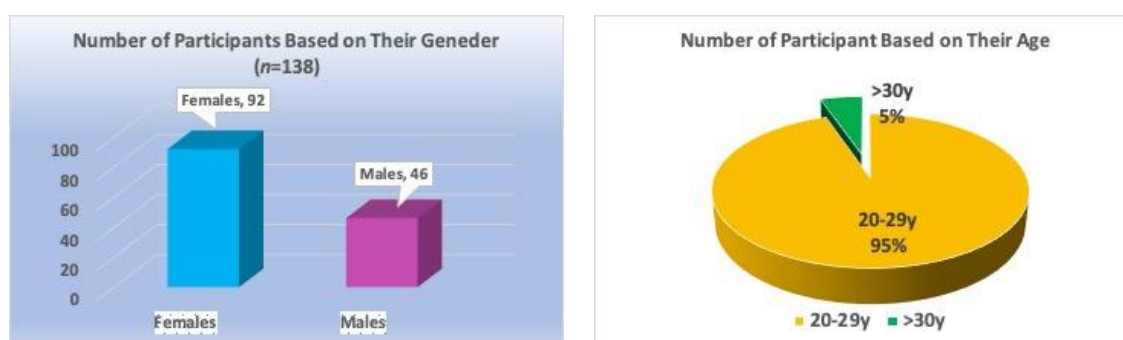 Number of Participants Based on Their Geneder
(n=138)
Females, 92
Males, 46
100
80
60
40
20
0
Females
Males
Number of Participant Based on Their Age
>30y
5%
20-29y
95%
20-29y >30y